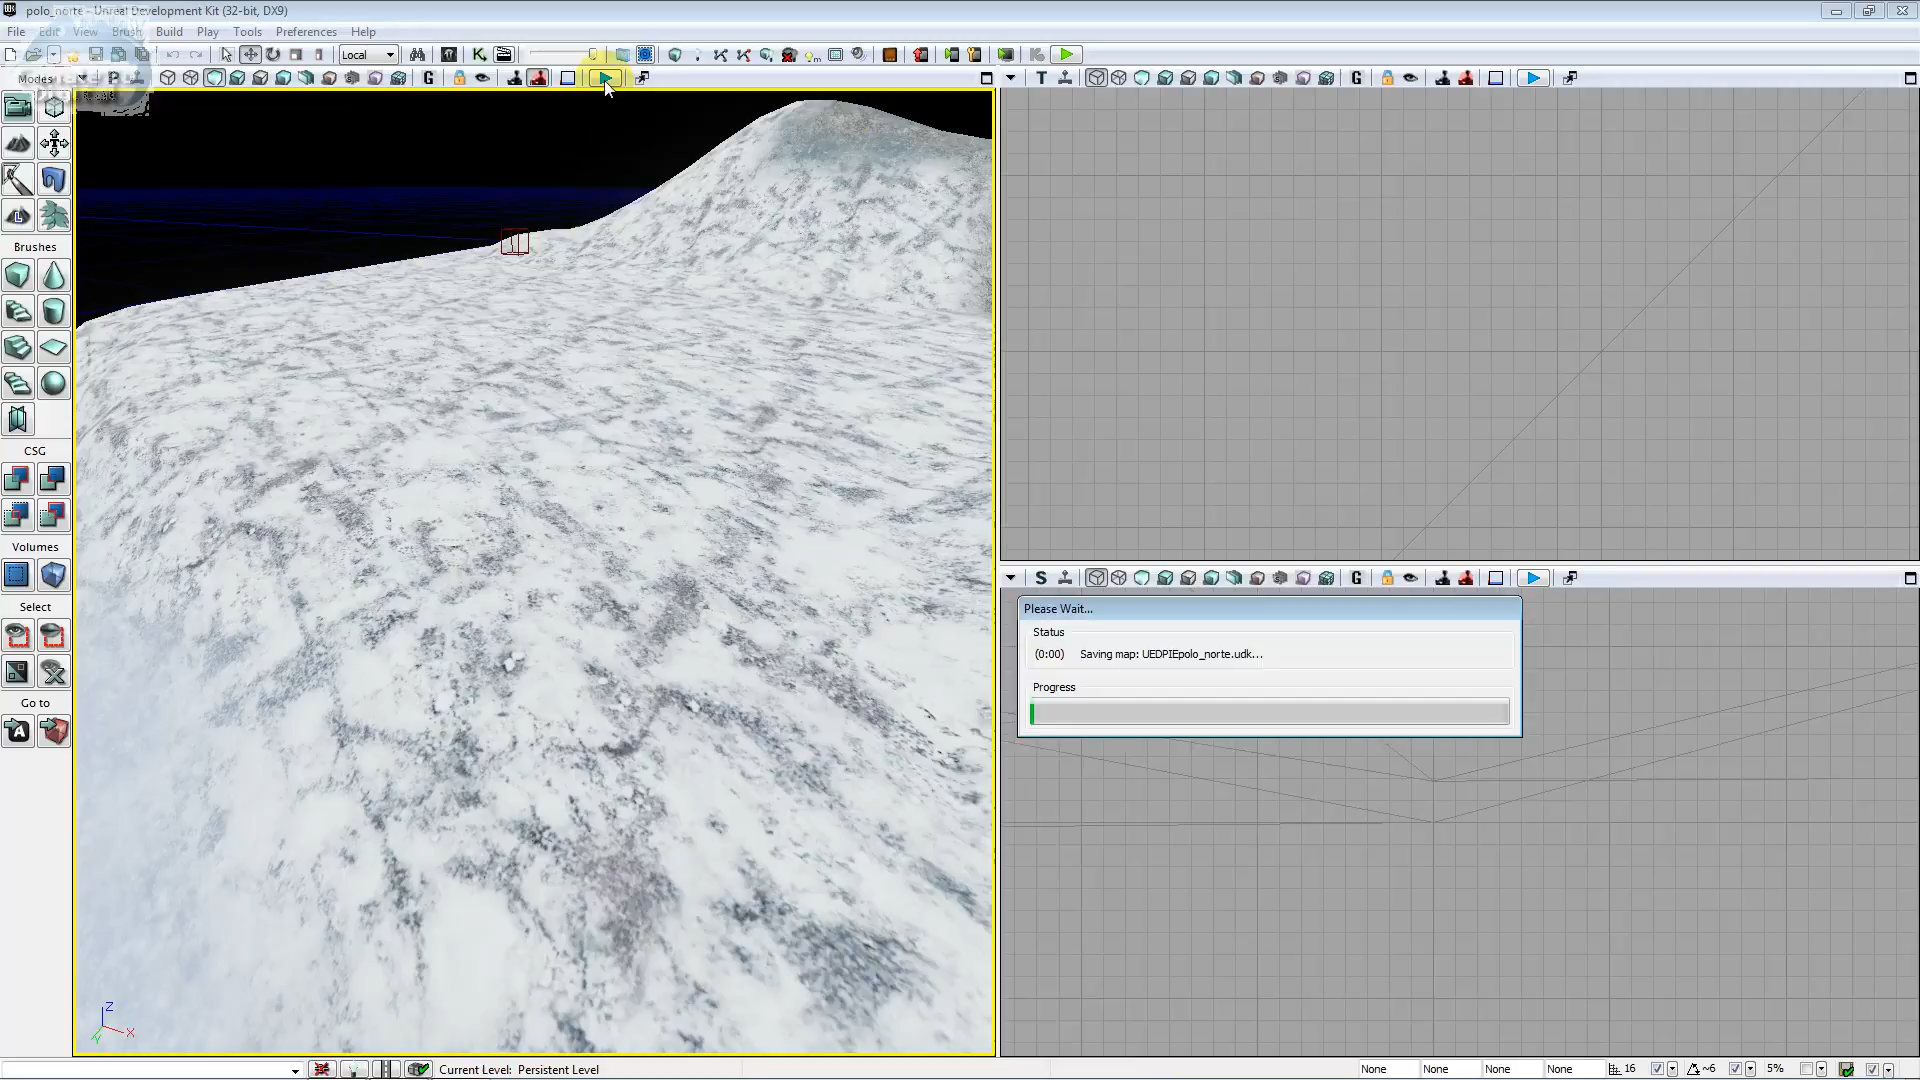 polo_norte - Unreal Development Kit (32-bit, DX9)
File Edit View Brush Build Play Tools Preferences Help
Local
Modes P G
T G
Brushes
CSG
Volumes
Select
Go to
S G
Please Wait...
Status
(0:00) Saving map: UEDPIEpolo_norte.udk...
Progress
Z
X
Y
Current Level: Persistent Level
None None None None 16 ~6 5%